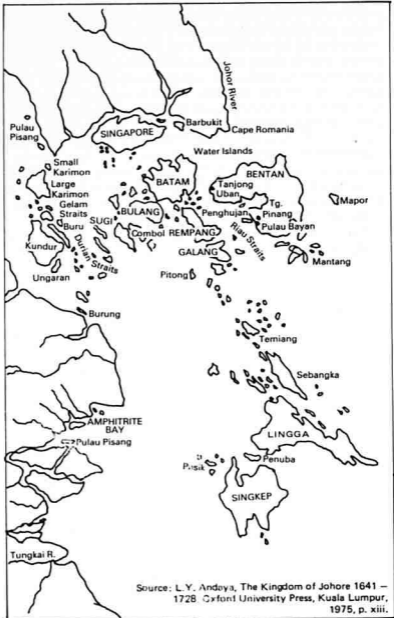 Johor River
Pulau
Pisang
SINGAPORE
Barbukit
Cape Romania
Water Islands
Small
Karimon
Large
Karimon
Gelam
Straits
Buru
Kundur
Ungaran
SUGI
Durian Straits
BULANG
Combol
BATAM
REMPANG
GALANG
Pitong
BENTAN
Tanjong
Uban
Penghujan
Tg.
Pinang
Pulau Bayan
Riau Straits
Mapor
Mantang
Burung
Temiang
Sebangka
AMPHITRITE
BAY
Pulau Pisang
LINGGA
Penuba
SINGKEP
Tungkai R.
Source: L.Y. Andaya, The Kingdom of Johore 1641 –
1728 Oxford University Press, Kuala Lumpur,
1975, p. xiii.